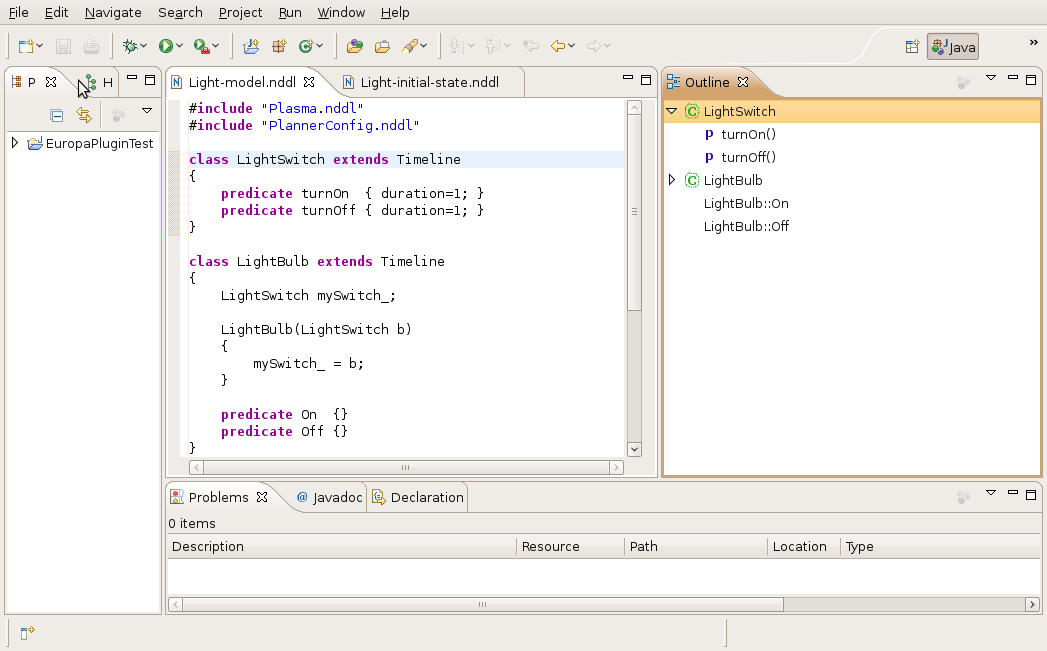 File Edit Navigate Search Project Run Window Help
Java »
P H
EuropaPluginTest
Light-model.nddl Light-initial-state.nddl
#include "Plasma.nddl"
#include "PlannerConfig.nddl"
class LightSwitch extends Timeline
{
predicate turnOn { duration=1; }
predicate turnOff { duration=1; }
}
class LightBulb extends Timeline
{
LightSwitch mySwitch_;
LightBulb(LightSwitch b)
{
mySwitch_ = b;
}
predicate On {}
predicate Off {}
}
Outline
LightSwitch
P turnOn()
P turnOff()
LightBulb
LightBulb::On
LightBulb::Off
Problems @ Javadoc Declaration
0 items
Description Resource Path Location Type